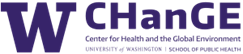 W CHanGE
Center for Health and the Global Environment
UNIVERSITY of WASHINGTON | SCHOOL OF PUBLIC HEALTH